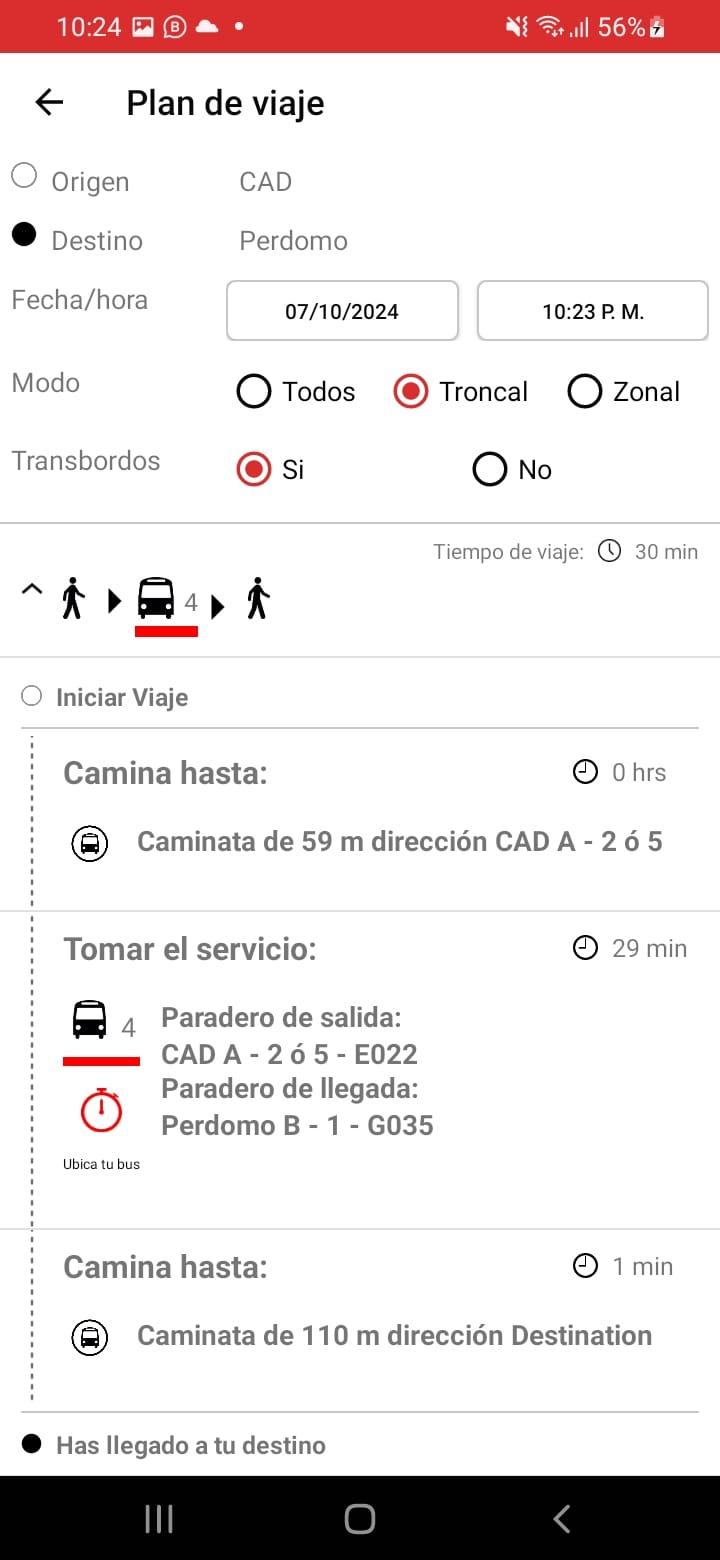 10:24 B 56%
Plan de viaje
Origen CAD
Destino Perdomo
Fecha/hora 07/10/2024 10:23 P. M.
Modo Todos Troncal Zonal
Transbordos Si No
Tiempo de viaje: 30 min
4
Iniciar Viaje
Camina hasta: 0 hrs
Caminata de 59 m dirección CAD A - 2 ó 5
Tomar el servicio: 29 min
4 Paradero de salida:
CAD A - 2 ó 5 - E022
Paradero de llegada:
Perdomo B - 1 - G035
Ubica tu bus
Camina hasta: 1 min
Caminata de 110 m dirección Destination
Has llegado a tu destino